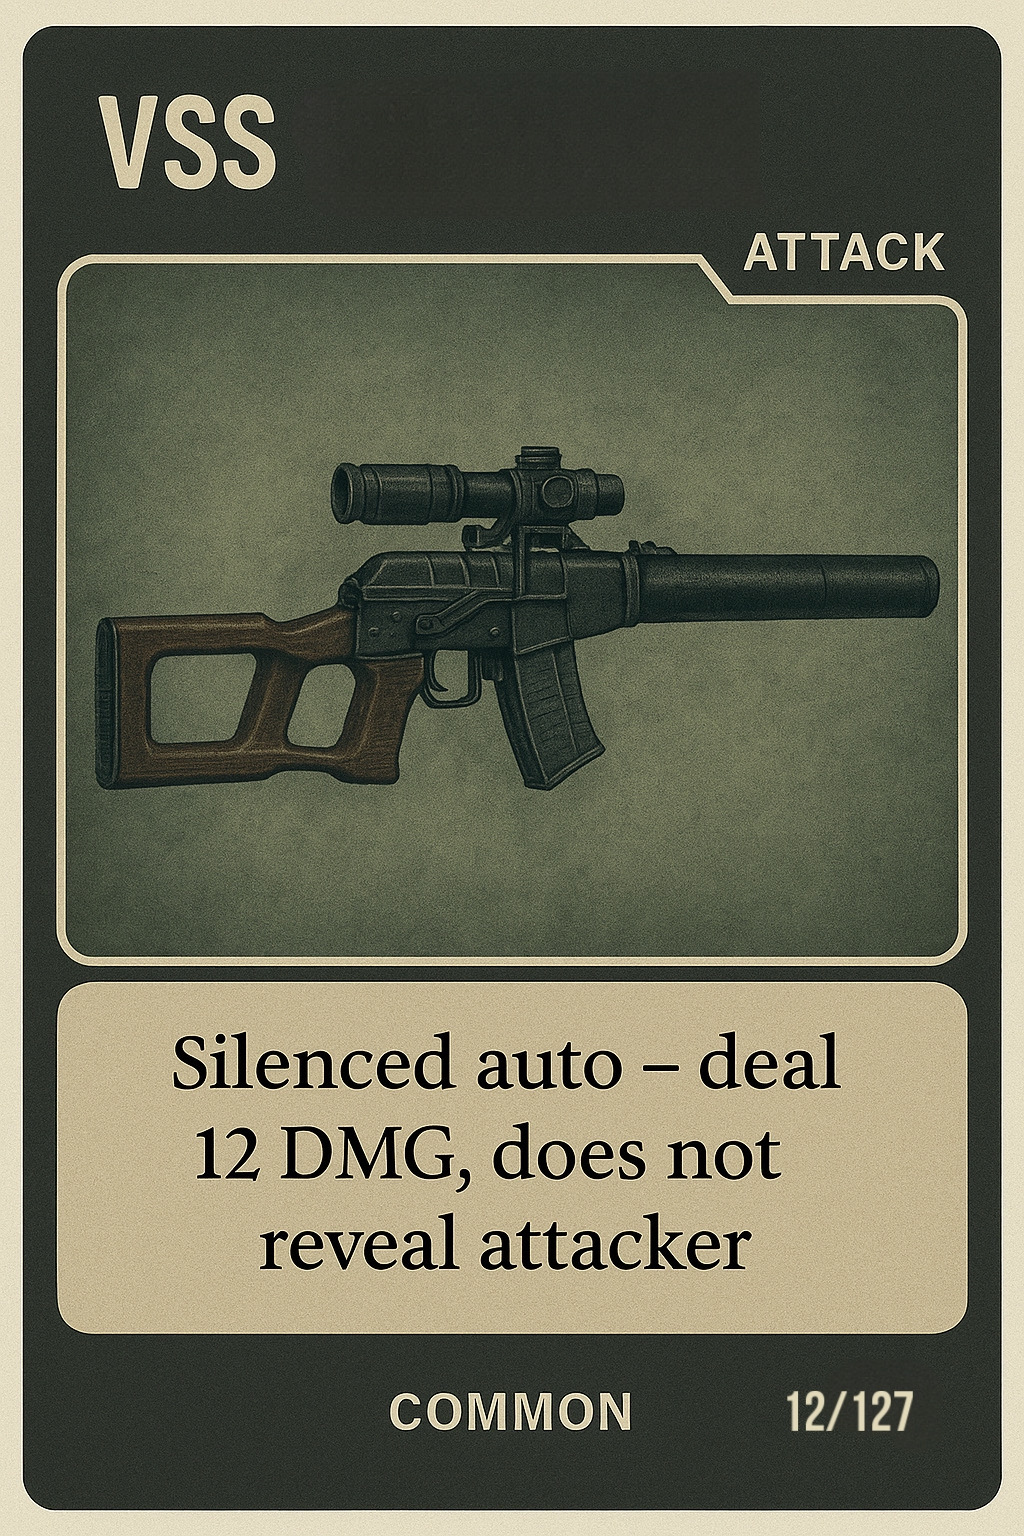 VSS
ATTACK
Silenced auto – deal
12 DMG, does not
reveal attacker
COMMON
12/127